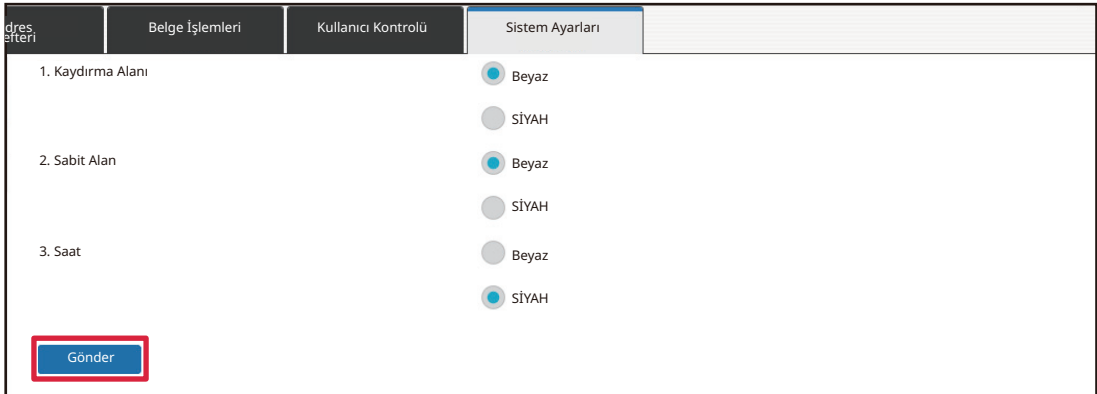 dres
efteri
Belge İşlemleri
Kullanıcı Kontrolü
Sistem Ayarları
1. Kaydırma Alanı
Beyaz
SİYAH
2. Sabit Alan
Beyaz
SİYAH
3. Saat
Beyaz
SİYAH
Gönder